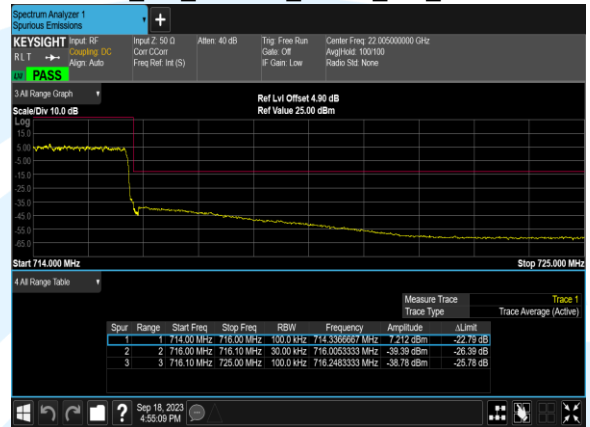 Spectrum Analyzer 1
Spurious Emissions
KEYSIGHT Input: RF Input Z: 50 Ω Atten: 40 dB Trig: Free Run Center Freq: 22.005000000 GHz
RLT Coupling: DC Corr CCorr Gate: Off Avg|Hold: 100/100
Align: Auto Freq Ref: Int (S) IF Gain: Low Radio Std: None
PASS
3 All Range Graph
Ref Lvl Offset 4.90 dB
Scale/Div 10.0 dB Ref Value 25.00 dBm
Log
15.0
5.00
-5.00
-15.0
-25.0
-35.0
-45.0
-55.0
-65.0
Start 714.000 MHz Stop 725.000 MHz
4 All Range Table
Measure Trace Trace 1
Trace Type Trace Average (Active)
Spur Range Start Freq Stop Freq RBW Frequency Amplitude ΔLimit
1 1 714.00 MHz 716.00 MHz 100.0 kHz 714.3366667 MHz 7.212 dBm -22.79 dB
2 2 716.00 MHz 716.10 MHz 30.00 kHz 716.0053333 MHz -39.39 dBm -26.39 dB
3 3 716.10 MHz 725.00 MHz 100.0 kHz 716.2483333 MHz -38.78 dBm -25.78 dB
Sep 18, 2023
4:55:09 PM